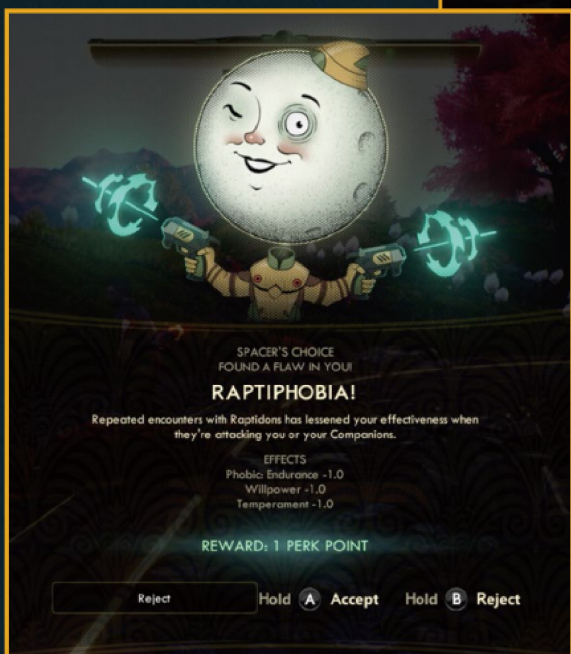 SPACER'S CHOICE
FOUND A FLAW IN YOU!
RAPTIPHOBIA!
Repeated encounters with Raptidons has lessened your effectiveness when
they're attacking you or your Companions.
EFFECTS
Phobic: Endurance -1.0
Willpower -1.0
Temperament -1.0
REWARD: 1 PERK POINT
Reject Hold A Accept Hold B Reject